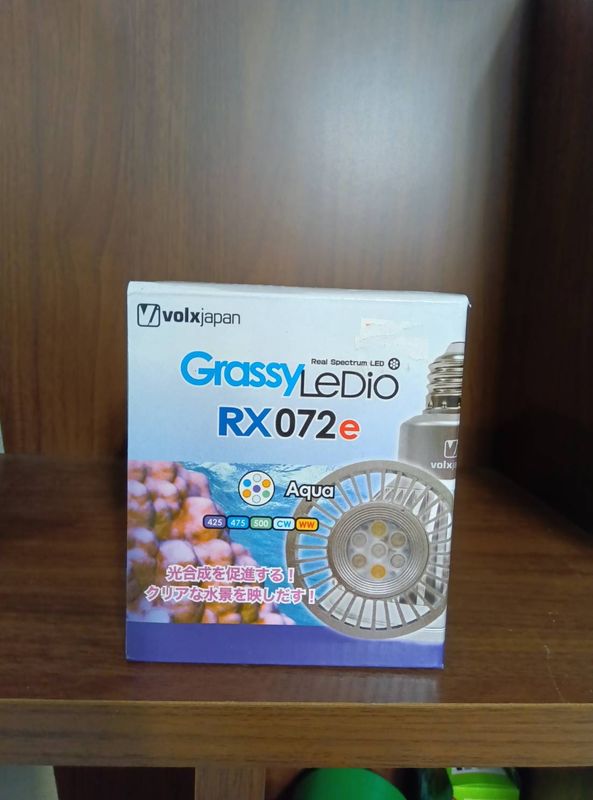 volxjapan
Real Spectrum LED
GrassyLeDio
RX072e
Aqua
425 475 500 CW WW
光合成を促進する！
クリアな水景を映しだす！
volxjapan